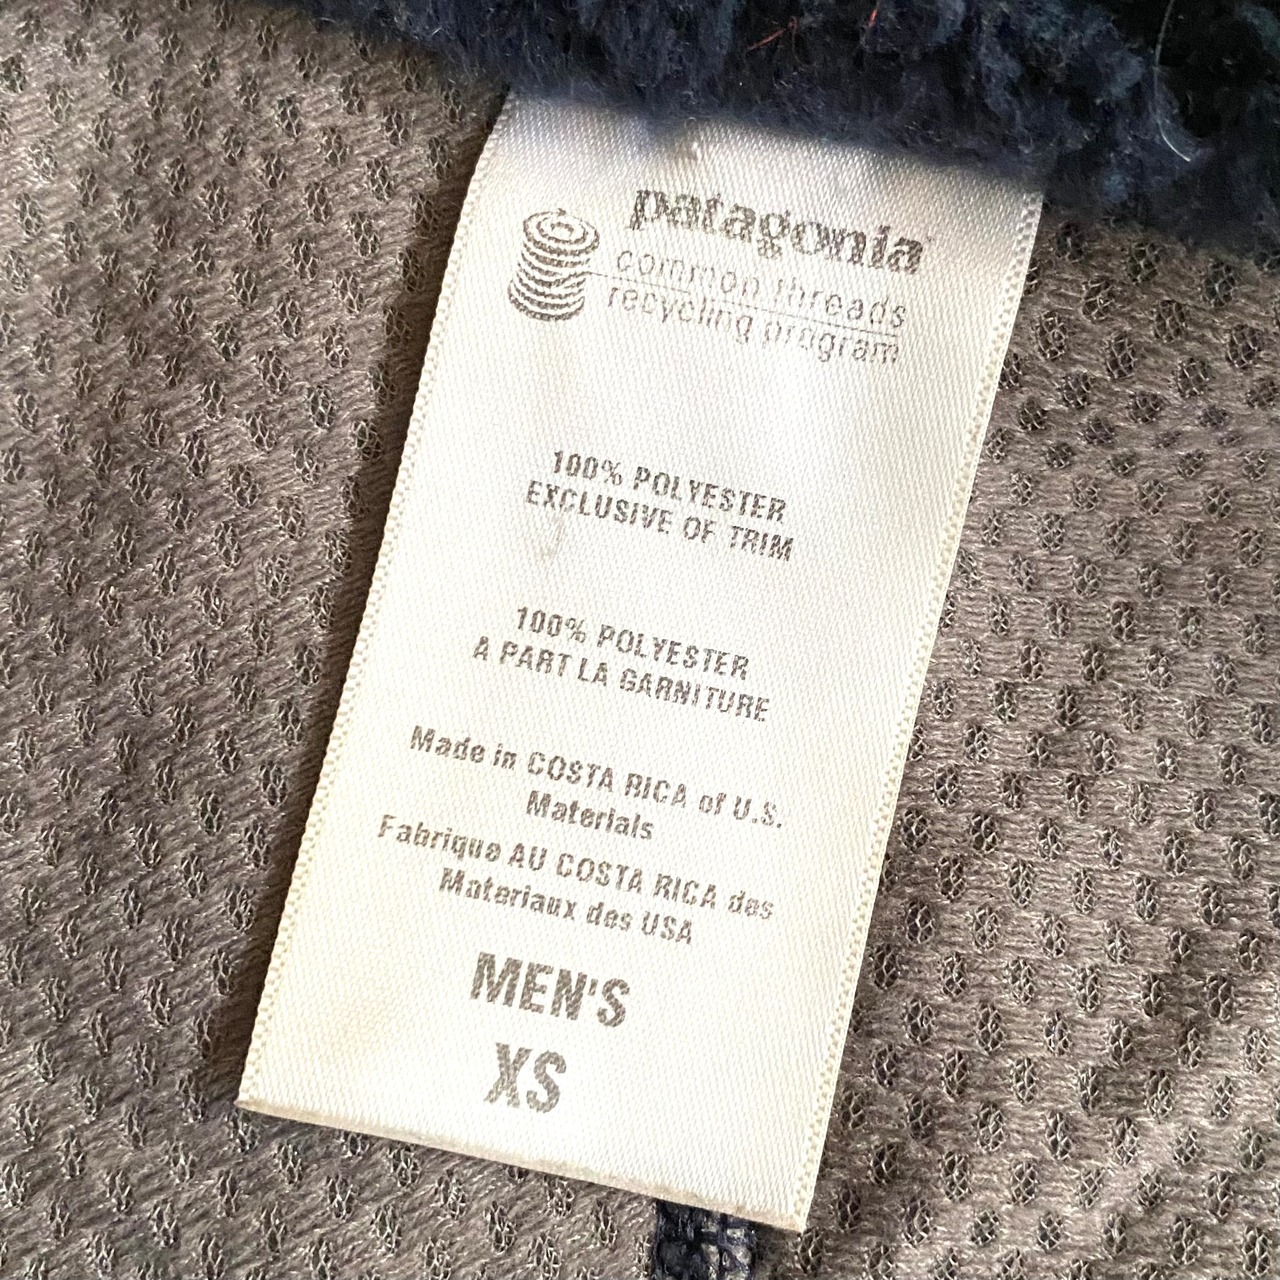 patagonia
common threads
recycling program
100% POLYESTER
EXCLUSIVE OF TRIM
100% POLYESTER
A PART LA GARNITURE
Made in COSTA RICA of U.S.
Materials
Fabrique AU COSTA RICA des
Materiaux des USA
MEN'S
XS